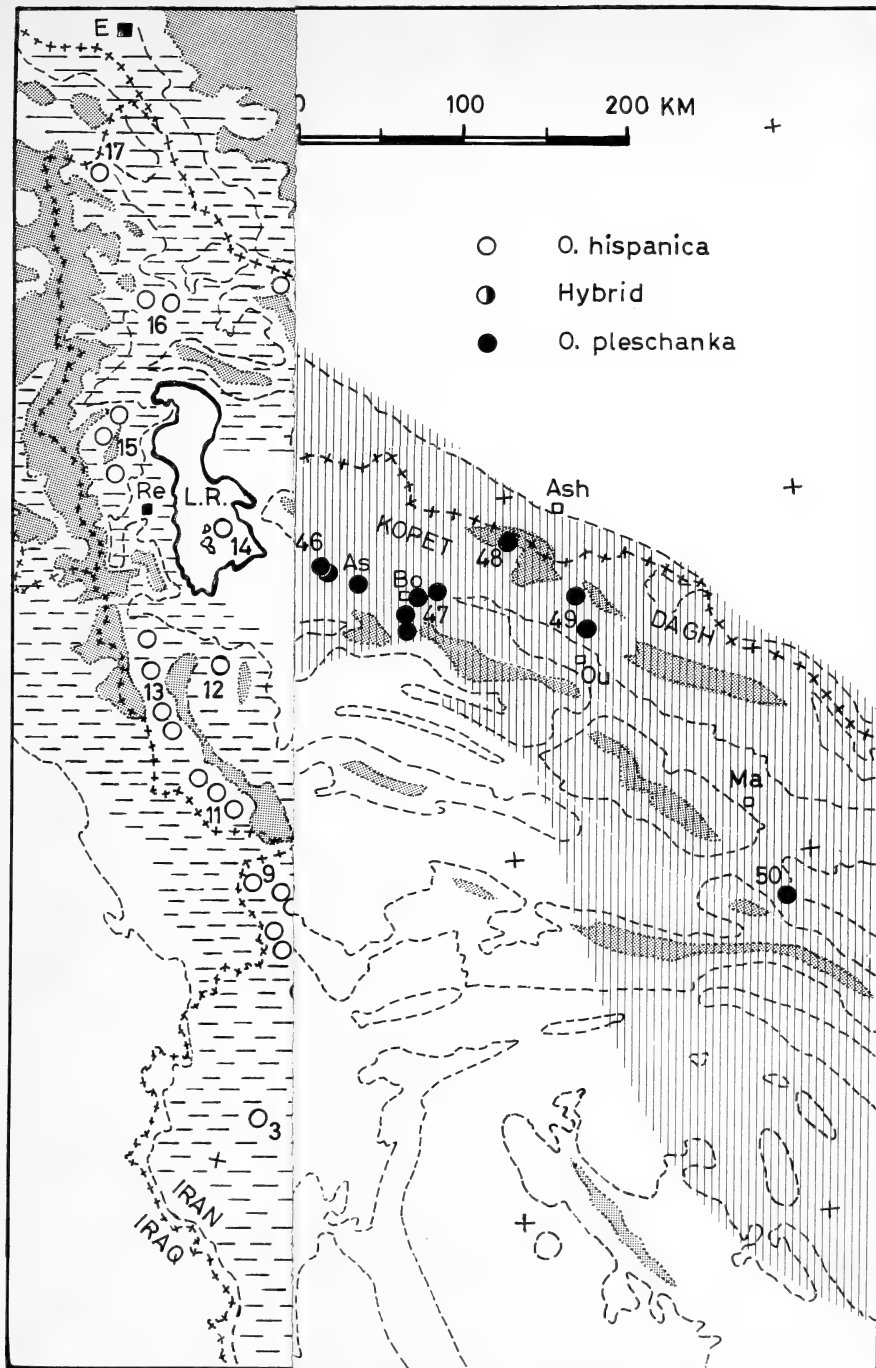 E
0 100 200 KM
17
O. hispanica
Hybrid
O. pleschanka
16
15
Re
L.R.
14
Ash
KOPET
48
46
As
Bo
47
49
DAGH
Ou
13
12
Ma
11
9
50
3
IRAN
IRAQ